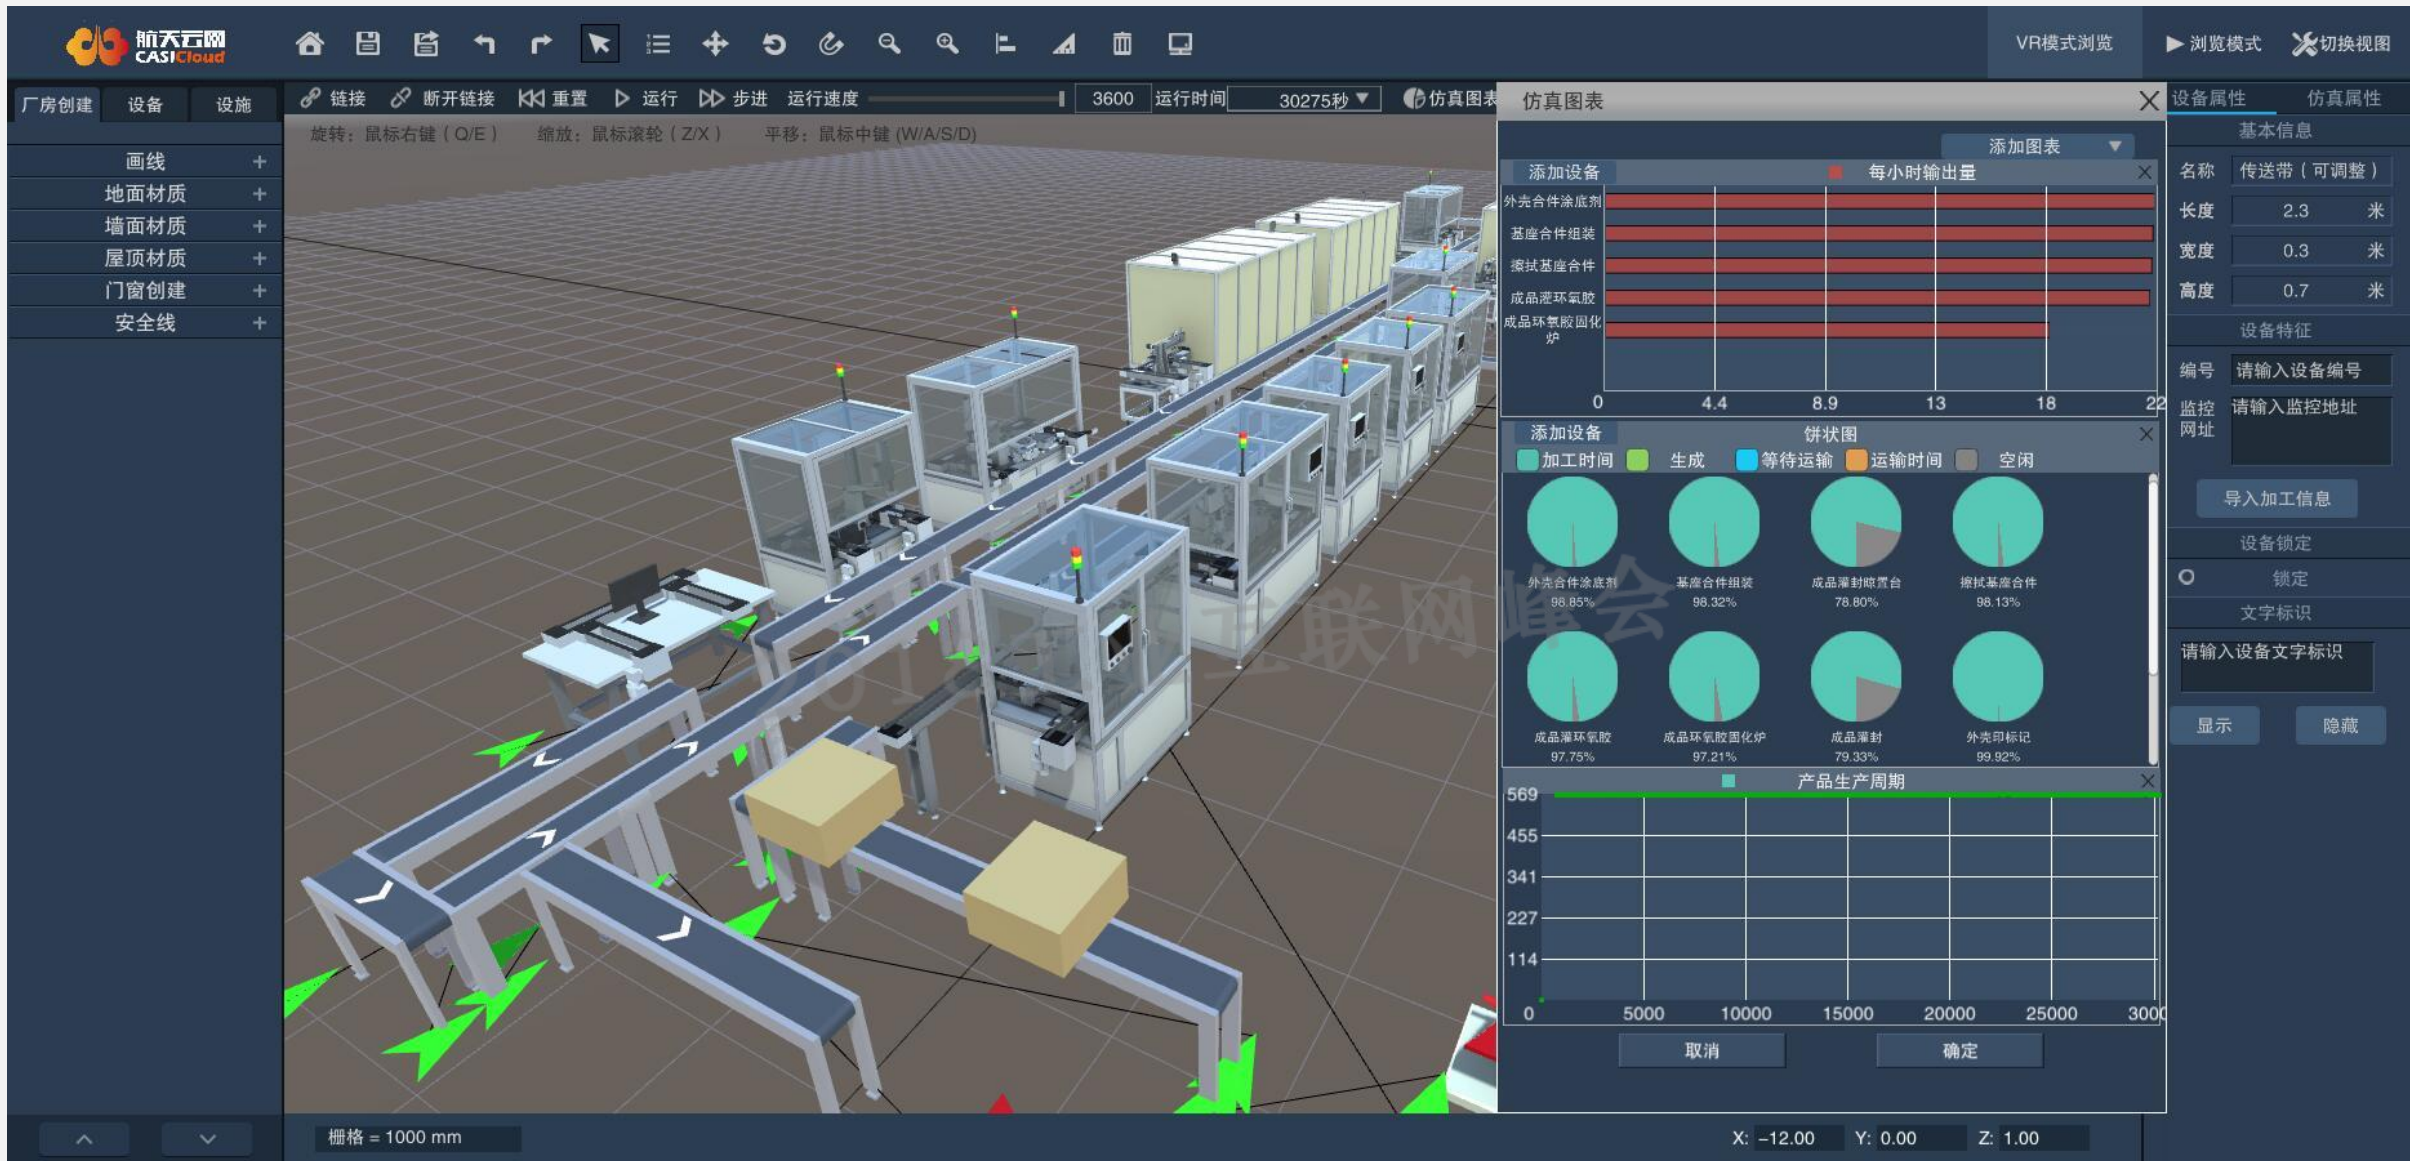 航天云网
CASICloud
VR模式浏览
浏览模式
切换视图
厂房创建
设备
设施
链接
断开链接
重置
运行
步进
运行速度
3600
运行时间
30275秒
仿真图表
旋转：鼠标右键（Q/E）
缩放：鼠标滚轮（Z/X）
平移：鼠标中键 (W/A/S/D)
画线
地面材质
墙面材质
屋顶材质
门窗创建
安全线
仿真图表
添加图表
添加设备
每小时输出量
外壳合件涂底剂
基座合件组装
擦拭基座合件
成品灌环氧胶
成品环氧胶固化
炉
0
4.4
8.9
13
18
22
添加设备
饼状图
加工时间
生成
等待运输
运输时间
空闲
外壳合件涂底剂
98.85%
基座合件组装
98.32%
成品灌封晾置台
78.80%
擦拭基座合件
98.13%
成品灌环氧胶
97.75%
成品环氧胶固化炉
97.21%
成品灌封
79.33%
外壳印标记
99.92%
产品生产周期
569
455
341
227
114
0
5000
10000
15000
20000
25000
3000
取消
确定
设备属性
仿真属性
基本信息
名称
传送带（可调整）
长度
2.3
米
宽度
0.3
米
高度
0.7
米
设备特征
编号
请输入设备编号
监控
网址
请输入监控地址
导入加工信息
设备锁定
锁定
文字标识
请输入设备文字标识
显示
隐藏
栅格 = 1000 mm
X: -12.00
Y: 0.00
Z: 1.00
互联网峰会